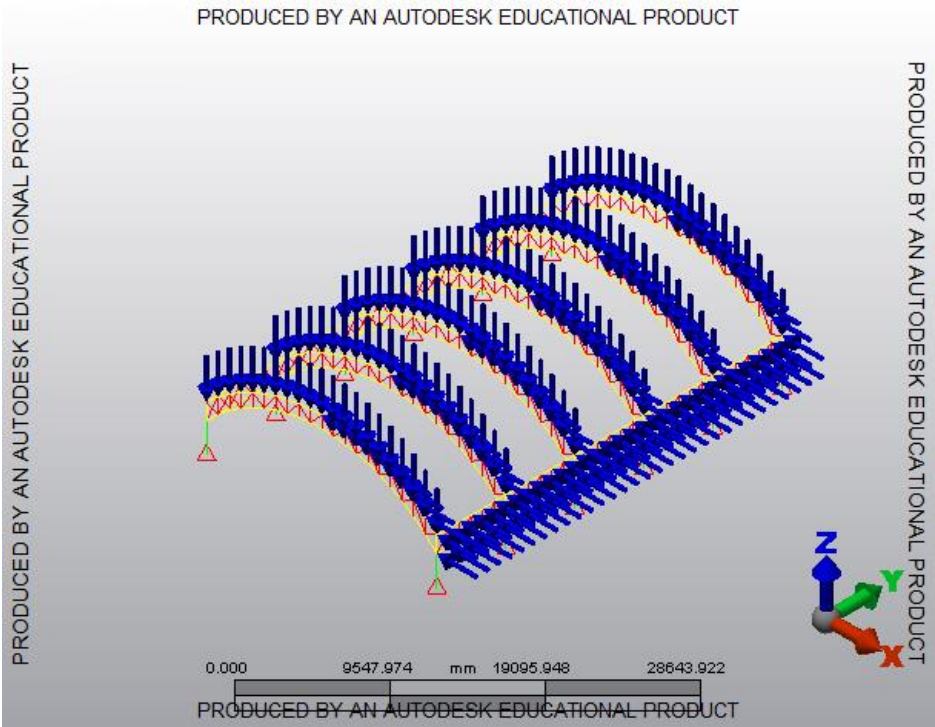 PRODUCED BY AN AUTODESK EDUCATIONAL PRODUCT
PRODUCED BY AN AUTODESK EDUCATIONAL PRODUCT
PRODUCED BY AN AUTODESK EDUCATIONAL PRODUCT
Z
Y
X
0.000 9547.974 mm 19095.948 28643.922
PRODUCED BY AN AUTODESK EDUCATIONAL PRODUCT